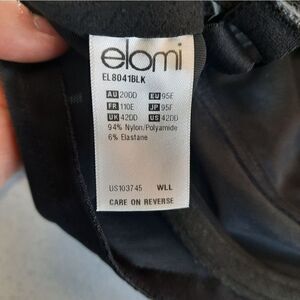 elomi
EL8041BLK
AU 20DD EU 95E
FR 110E JP 95F
UK 42DD US 42DD
94% Nylon/Polyamide
6% Elastane
US103745 WLL
CARE ON REVERSE